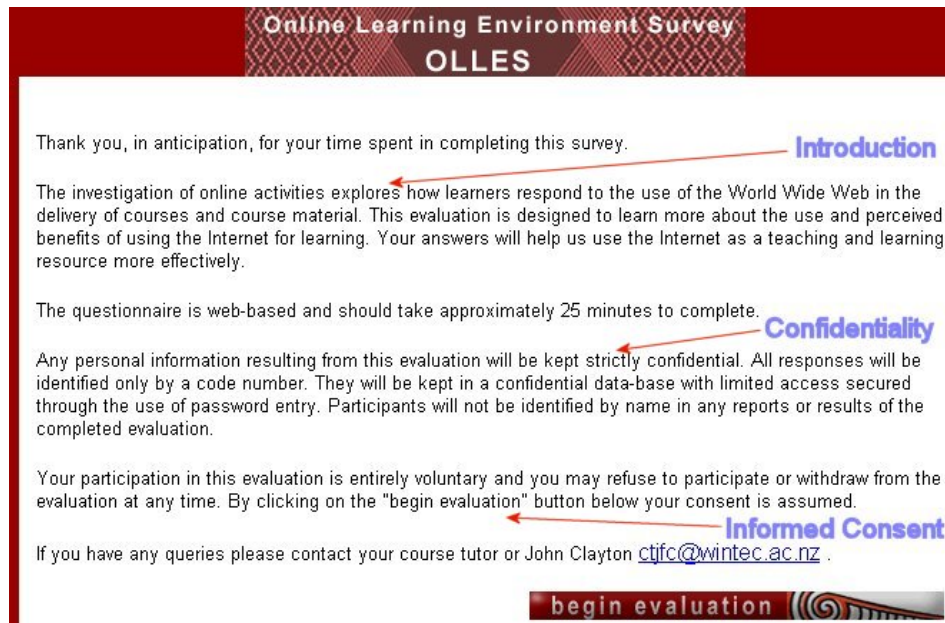 Online Learning Environment Survey
OLLES
Thank you, in anticipation, for your time spent in completing this survey.
Introduction
The investigation of online activities explores how learners respond to the use of the World Wide Web in the
delivery of courses and course material. This evaluation is designed to learn more about the use and perceived
benefits of using the Internet for learning. Your answers will help us use the Internet as a teaching and learning
resource more effectively.
The questionnaire is web-based and should take approximately 25 minutes to complete.
Confidentiality
Any personal information resulting from this evaluation will be kept strictly confidential. All responses will be
identified only by a code number. They will be kept in a confidential data-base with limited access secured
through the use of password entry. Participants will not be identified by name in any reports or results of the
completed evaluation.
Your participation in this evaluation is entirely voluntary and you may refuse to participate or withdraw from the
evaluation at any time. By clicking on the "begin evaluation" button below your consent is assumed.
Informed Consent
If you have any queries please contact your course tutor or John Clayton ctjfc@wintec.ac.nz .
begin evaluation